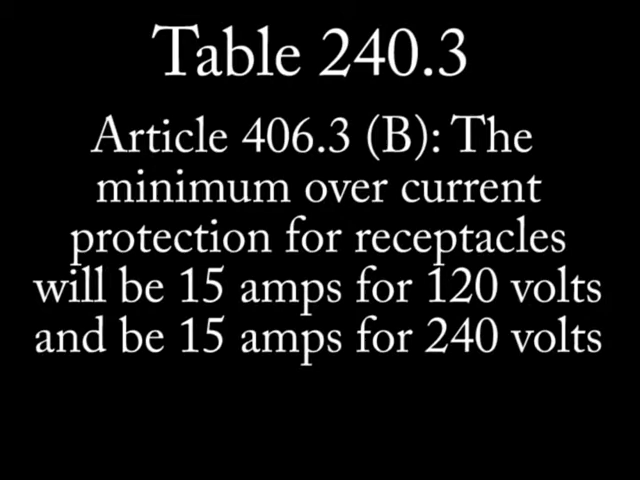 Table 240.3
Article 406.3 (B): The
minimum over current
protection for receptacles
will be 15 amps for 120 volts
and be 15 amps for 240 volts